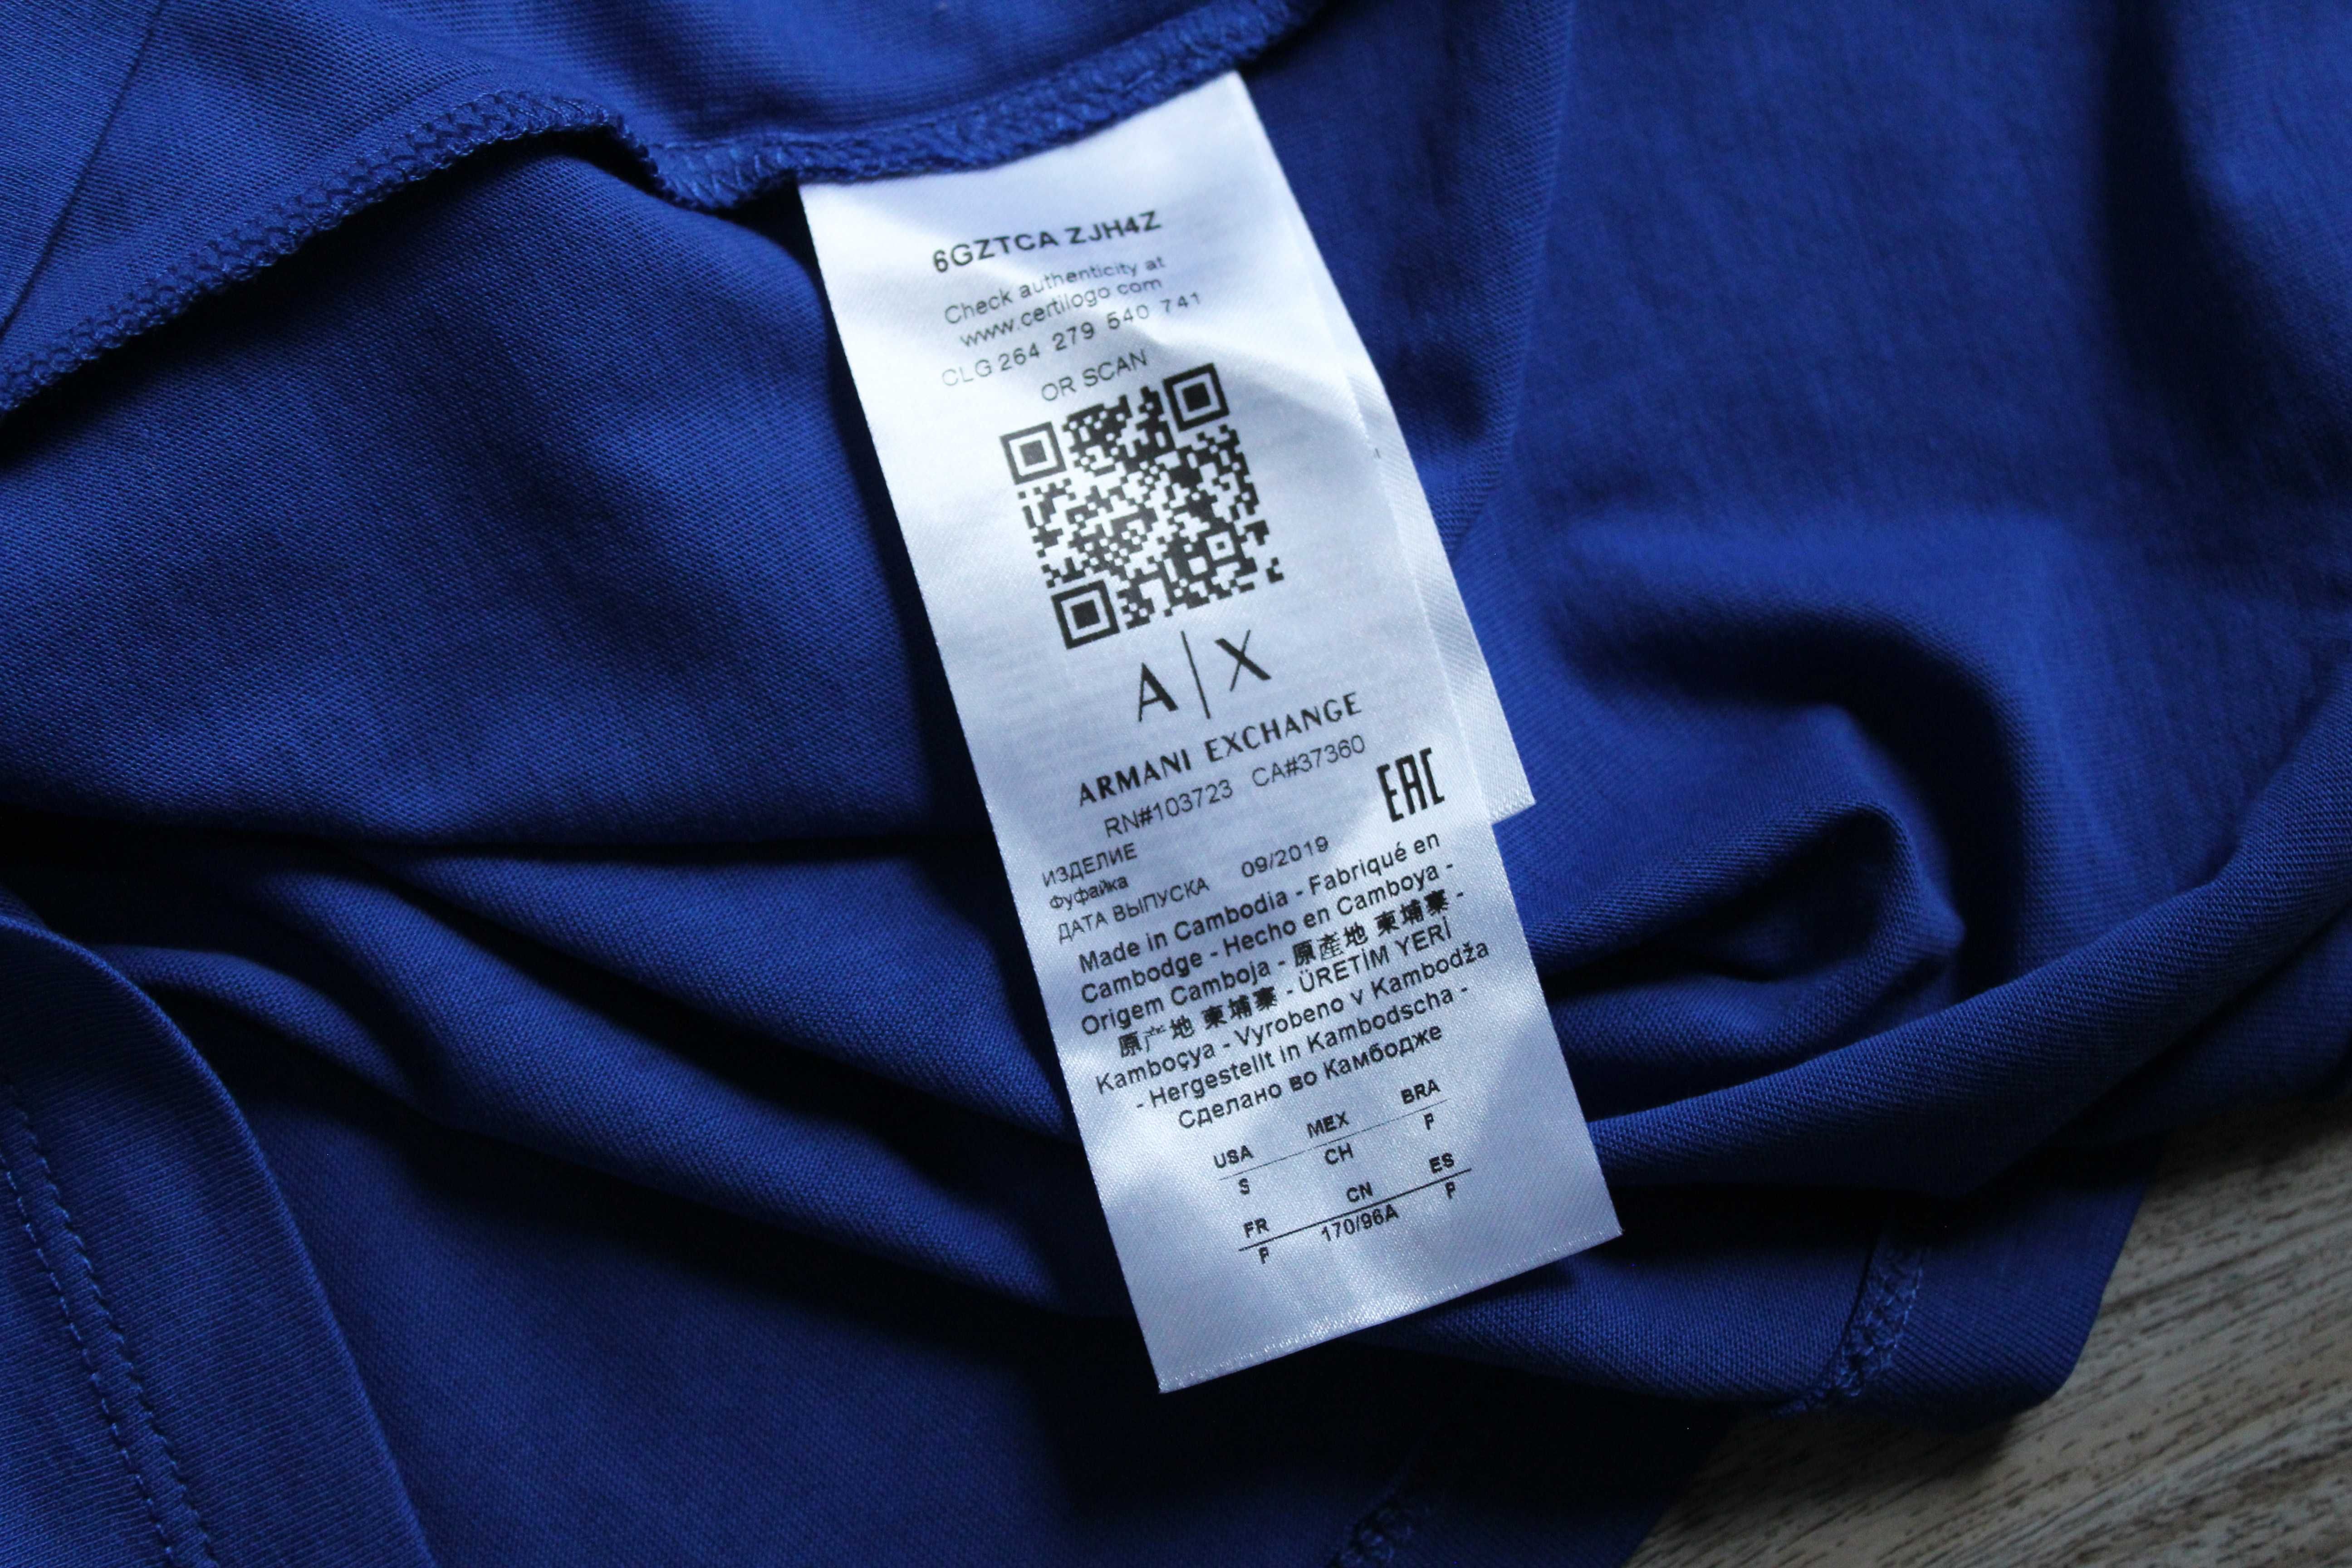 6GZTCA ZJH4Z
Check authenticity at
www.certilogo.com
CLG 264 279 540 741
OR SCAN
A|X
ARMANI EXCHANGE
RN#103723 CA#37360
EAC
ИЗДЕЛИЕ
Фуфайка
ДАТА ВЫПУСКА 09/2019
Made in Cambodia - Fabriqué en
Cambodge - Hecho en Camboya -
Origem Camboja - 原產地 柬埔寨 -
原产地 柬埔寨 - ÜRETİM YERİ
Kamboçya - Vyrobeno v Kambodža
- Hergestellt in Kambodscha -
Сделано во Камбодже
USA MEX BRA
S CH P
FR CN ES
P 170/96A P